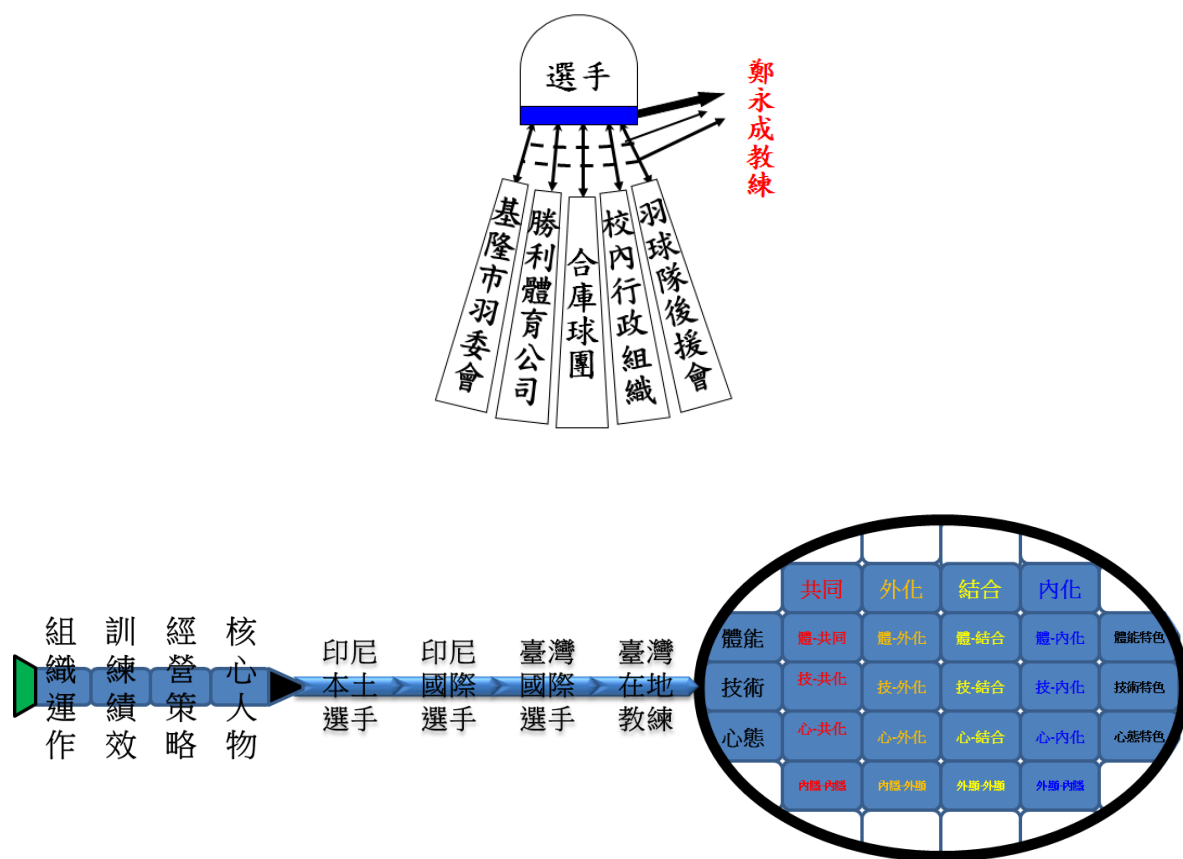 選手
鄭永成教練
基隆市羽委會
勝利體育公司
合庫球團
校內行政組織
羽球隊後援會
組織運作
訓練績效
經營策略
核心人物
印尼
本土
選手
印尼
國際
選手
臺灣
國際
選手
臺灣
在地
教練
共同 外化 結合 內化
體能 體-共同 體-外化 體-結合 體-內化 體能特色
技術 技-共化 技-外化 技-結合 技-內化 技術特色
心態 心-共化 心-外化 心-結合 心-內化 心態特色
內隱-內隱 內隱-外顯 外顯-外顯 外顯-內隱